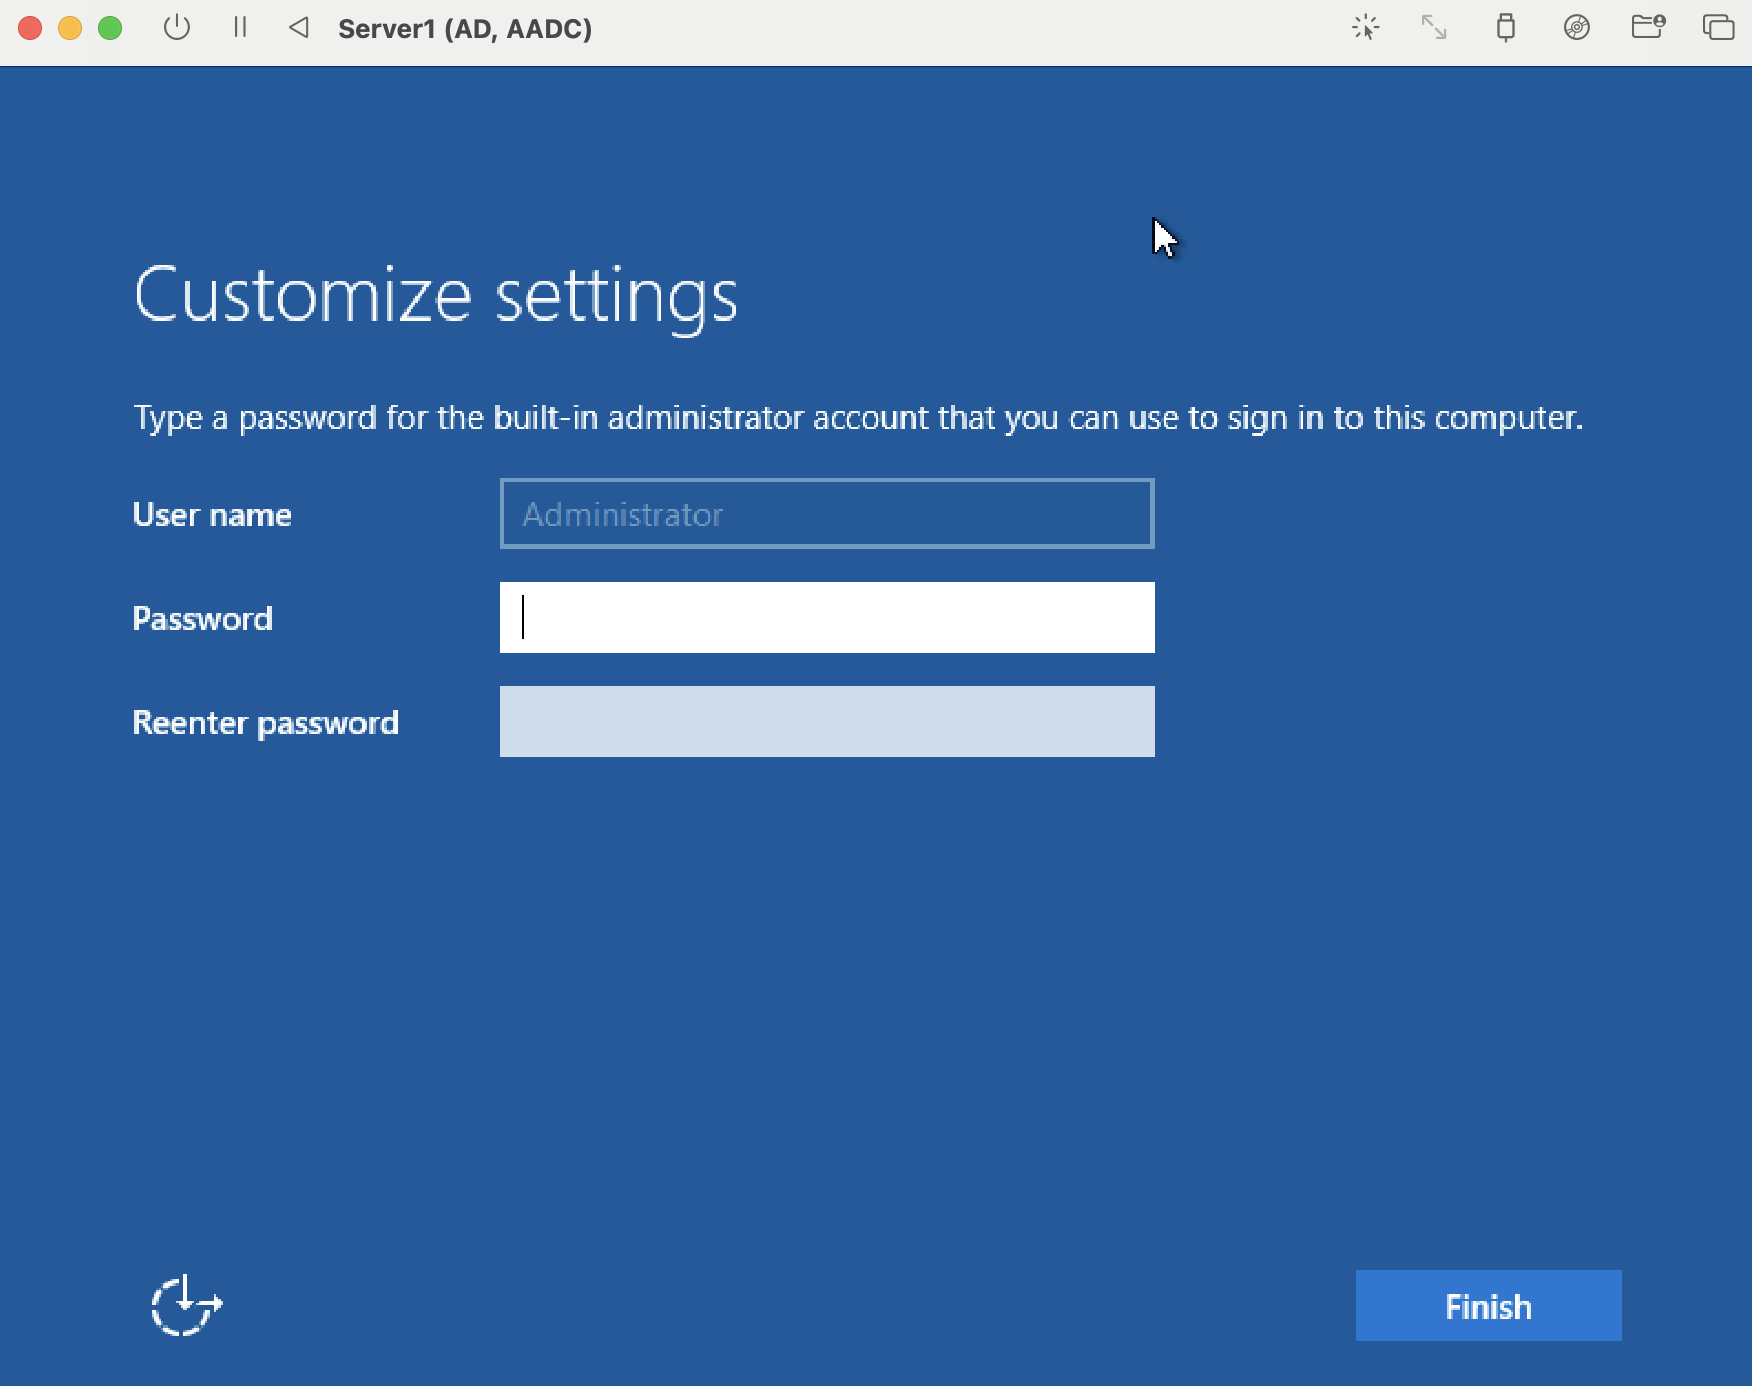 Server1 (AD, AADC)
Customize settings
Type a password for the built-in administrator account that you can use to sign in to this computer.
User name
Administrator
Password
Reenter password
Finish